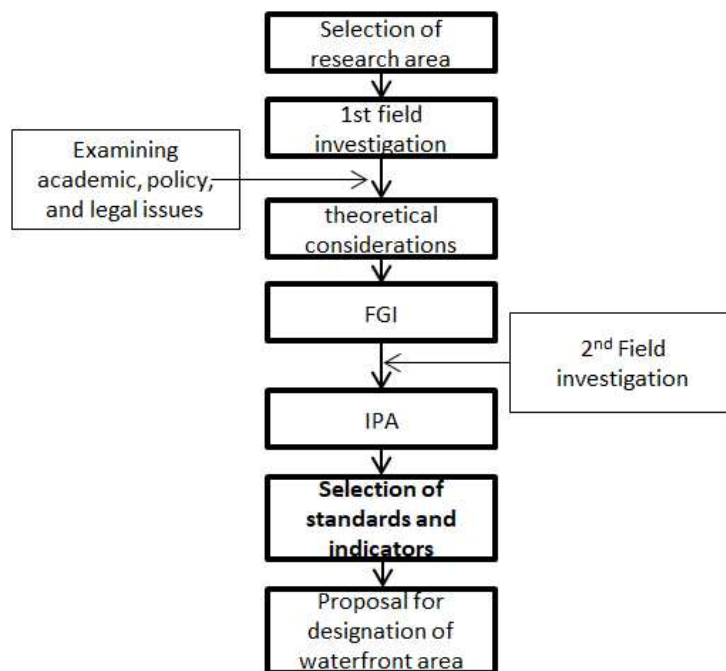 Selection of
research area
1st field
investigation
Examining
academic, policy,
and legal issues
theoretical
considerations
FGI
2nd Field
investigation
IPA
Selection of
standards and
indicators
Proposal for
designation of
waterfront area